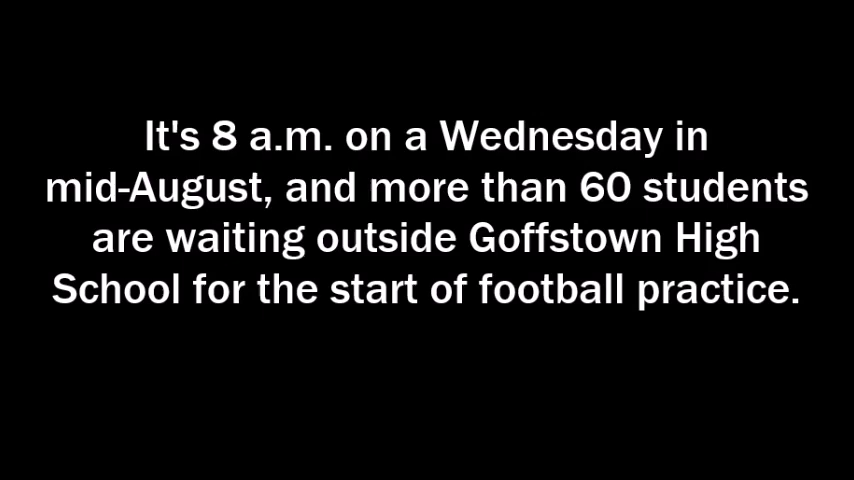 It's 8 a.m. on a Wednesday in
mid-August, and more than 60 students
are waiting outside Goffstown High
School for the start of football practice.